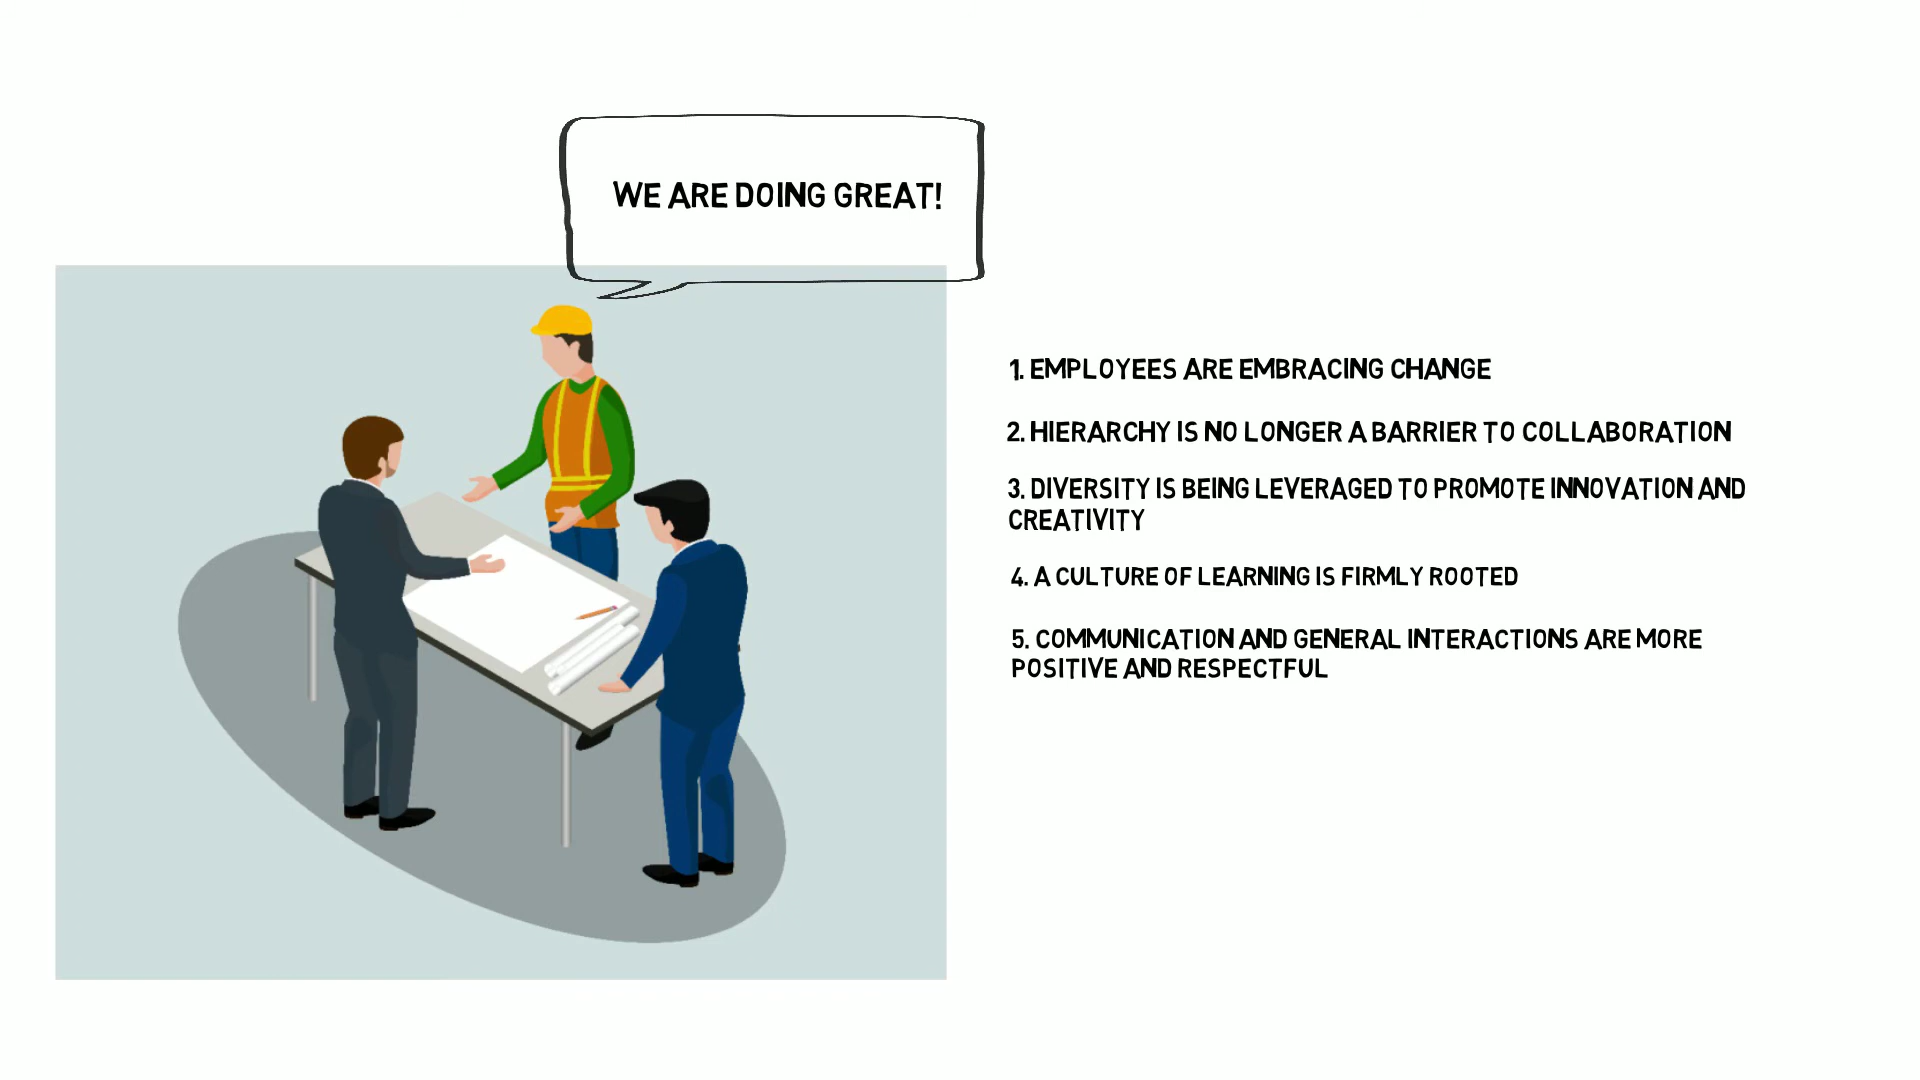 WE ARE DOING GREAT!
1. EMPLOYEES ARE EMBRACING CHANGE
2. HIERARCHY IS NO LONGER A BARRIER TO COLLABORATION
3. DIVERSITY IS BEING LEVERAGED TO PROMOTE INNOVATION AND
CREATIVITY
4. A CULTURE OF LEARNING IS FIRMLY ROOTED
5. COMMUNICATION AND GENERAL INTERACTIONS ARE MORE
POSITIVE AND RESPECTFUL